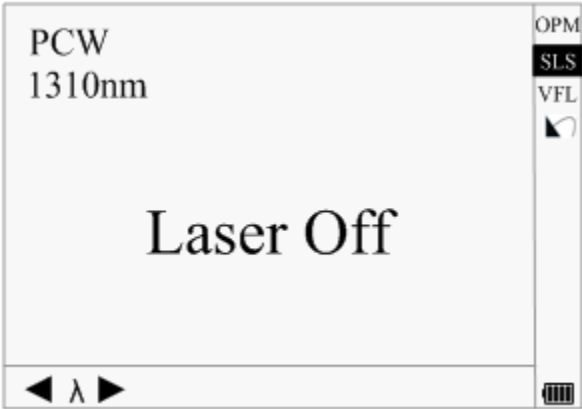 PCW
1310nm
Laser Off
◀ λ ▶
OPM
SLS
VFL